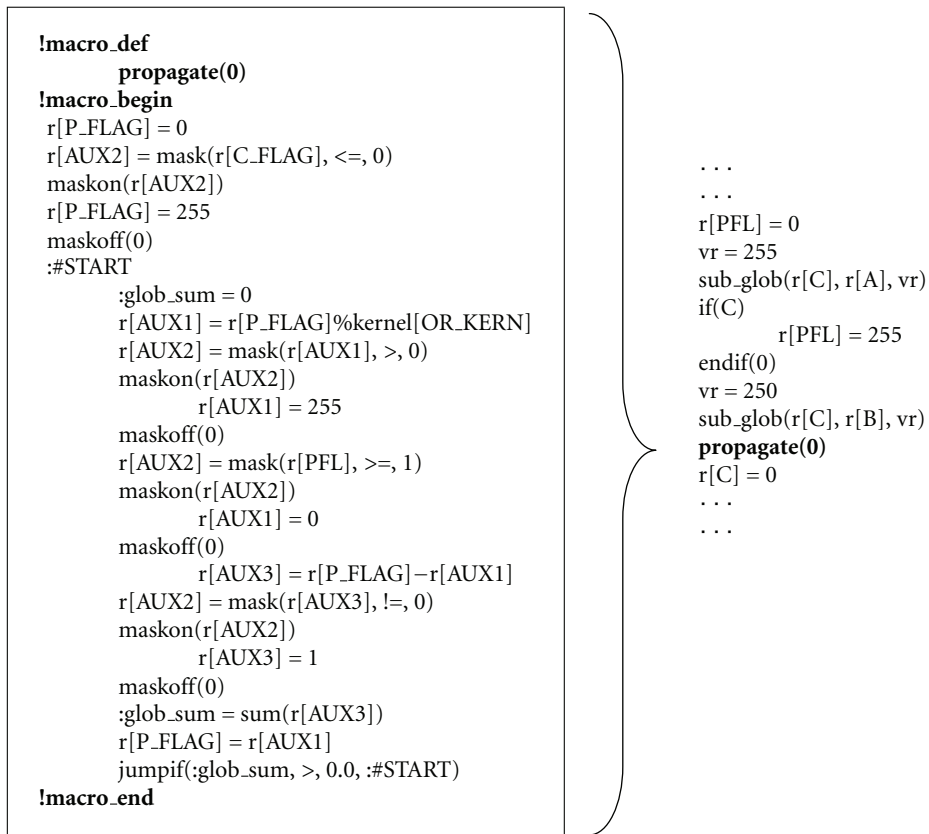 !macro_def
propagate(0)
!macro_begin
r[P_FLAG] = 0
r[AUX2] = mask(r[C_FLAG], <=, 0)
maskon(r[AUX2])
r[P_FLAG] = 255
maskoff(0)
:#START
:glob_sum = 0
r[AUX1] = r[P_FLAG]%kernel[OR_KERN]
r[AUX2] = mask(r[AUX1], >, 0)
maskon(r[AUX2])
r[AUX1] = 255
maskoff(0)
r[AUX2] = mask(r[PFL], >=, 1)
maskon(r[AUX2])
r[AUX1] = 0
maskoff(0)
r[AUX3] = r[P_FLAG]−r[AUX1]
r[AUX2] = mask(r[AUX3], !=, 0)
maskon(r[AUX2])
r[AUX3] = 1
maskoff(0)
:glob_sum = sum(r[AUX3])
r[P_FLAG] = r[AUX1]
jumpif(:glob_sum, >, 0.0, :#START)
!macro_end
. . .
. . .
r[PFL] = 0
vr = 255
sub_glob(r[C], r[A], vr)
if(C)
r[PFL] = 255
endif(0)
vr = 250
sub_glob(r[C], r[B], vr)
propagate(0)
r[C] = 0
. . .
. . .